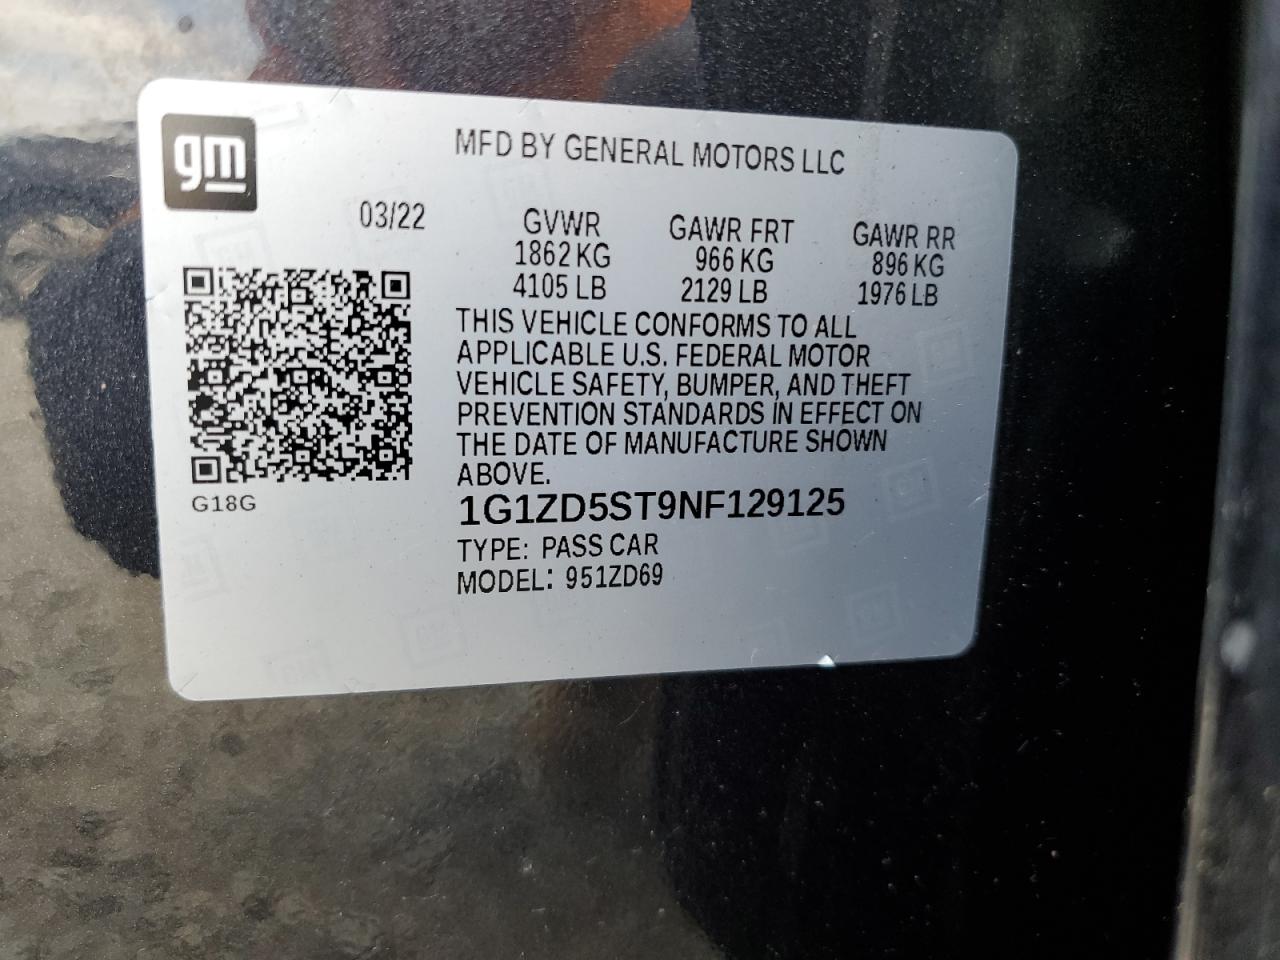 gm
MFD BY GENERAL MOTORS LLC
03/22
GVWR GAWR FRT GAWR RR
1862 KG 966 KG 896 KG
4105 LB 2129 LB 1976 LB
THIS VEHICLE CONFORMS TO ALL
APPLICABLE U.S. FEDERAL MOTOR
VEHICLE SAFETY, BUMPER, AND THEFT
PREVENTION STANDARDS IN EFFECT ON
THE DATE OF MANUFACTURE SHOWN
ABOVE.
G18G
1G1ZD5ST9NF129125
TYPE: PASS CAR
MODEL: 951ZD69